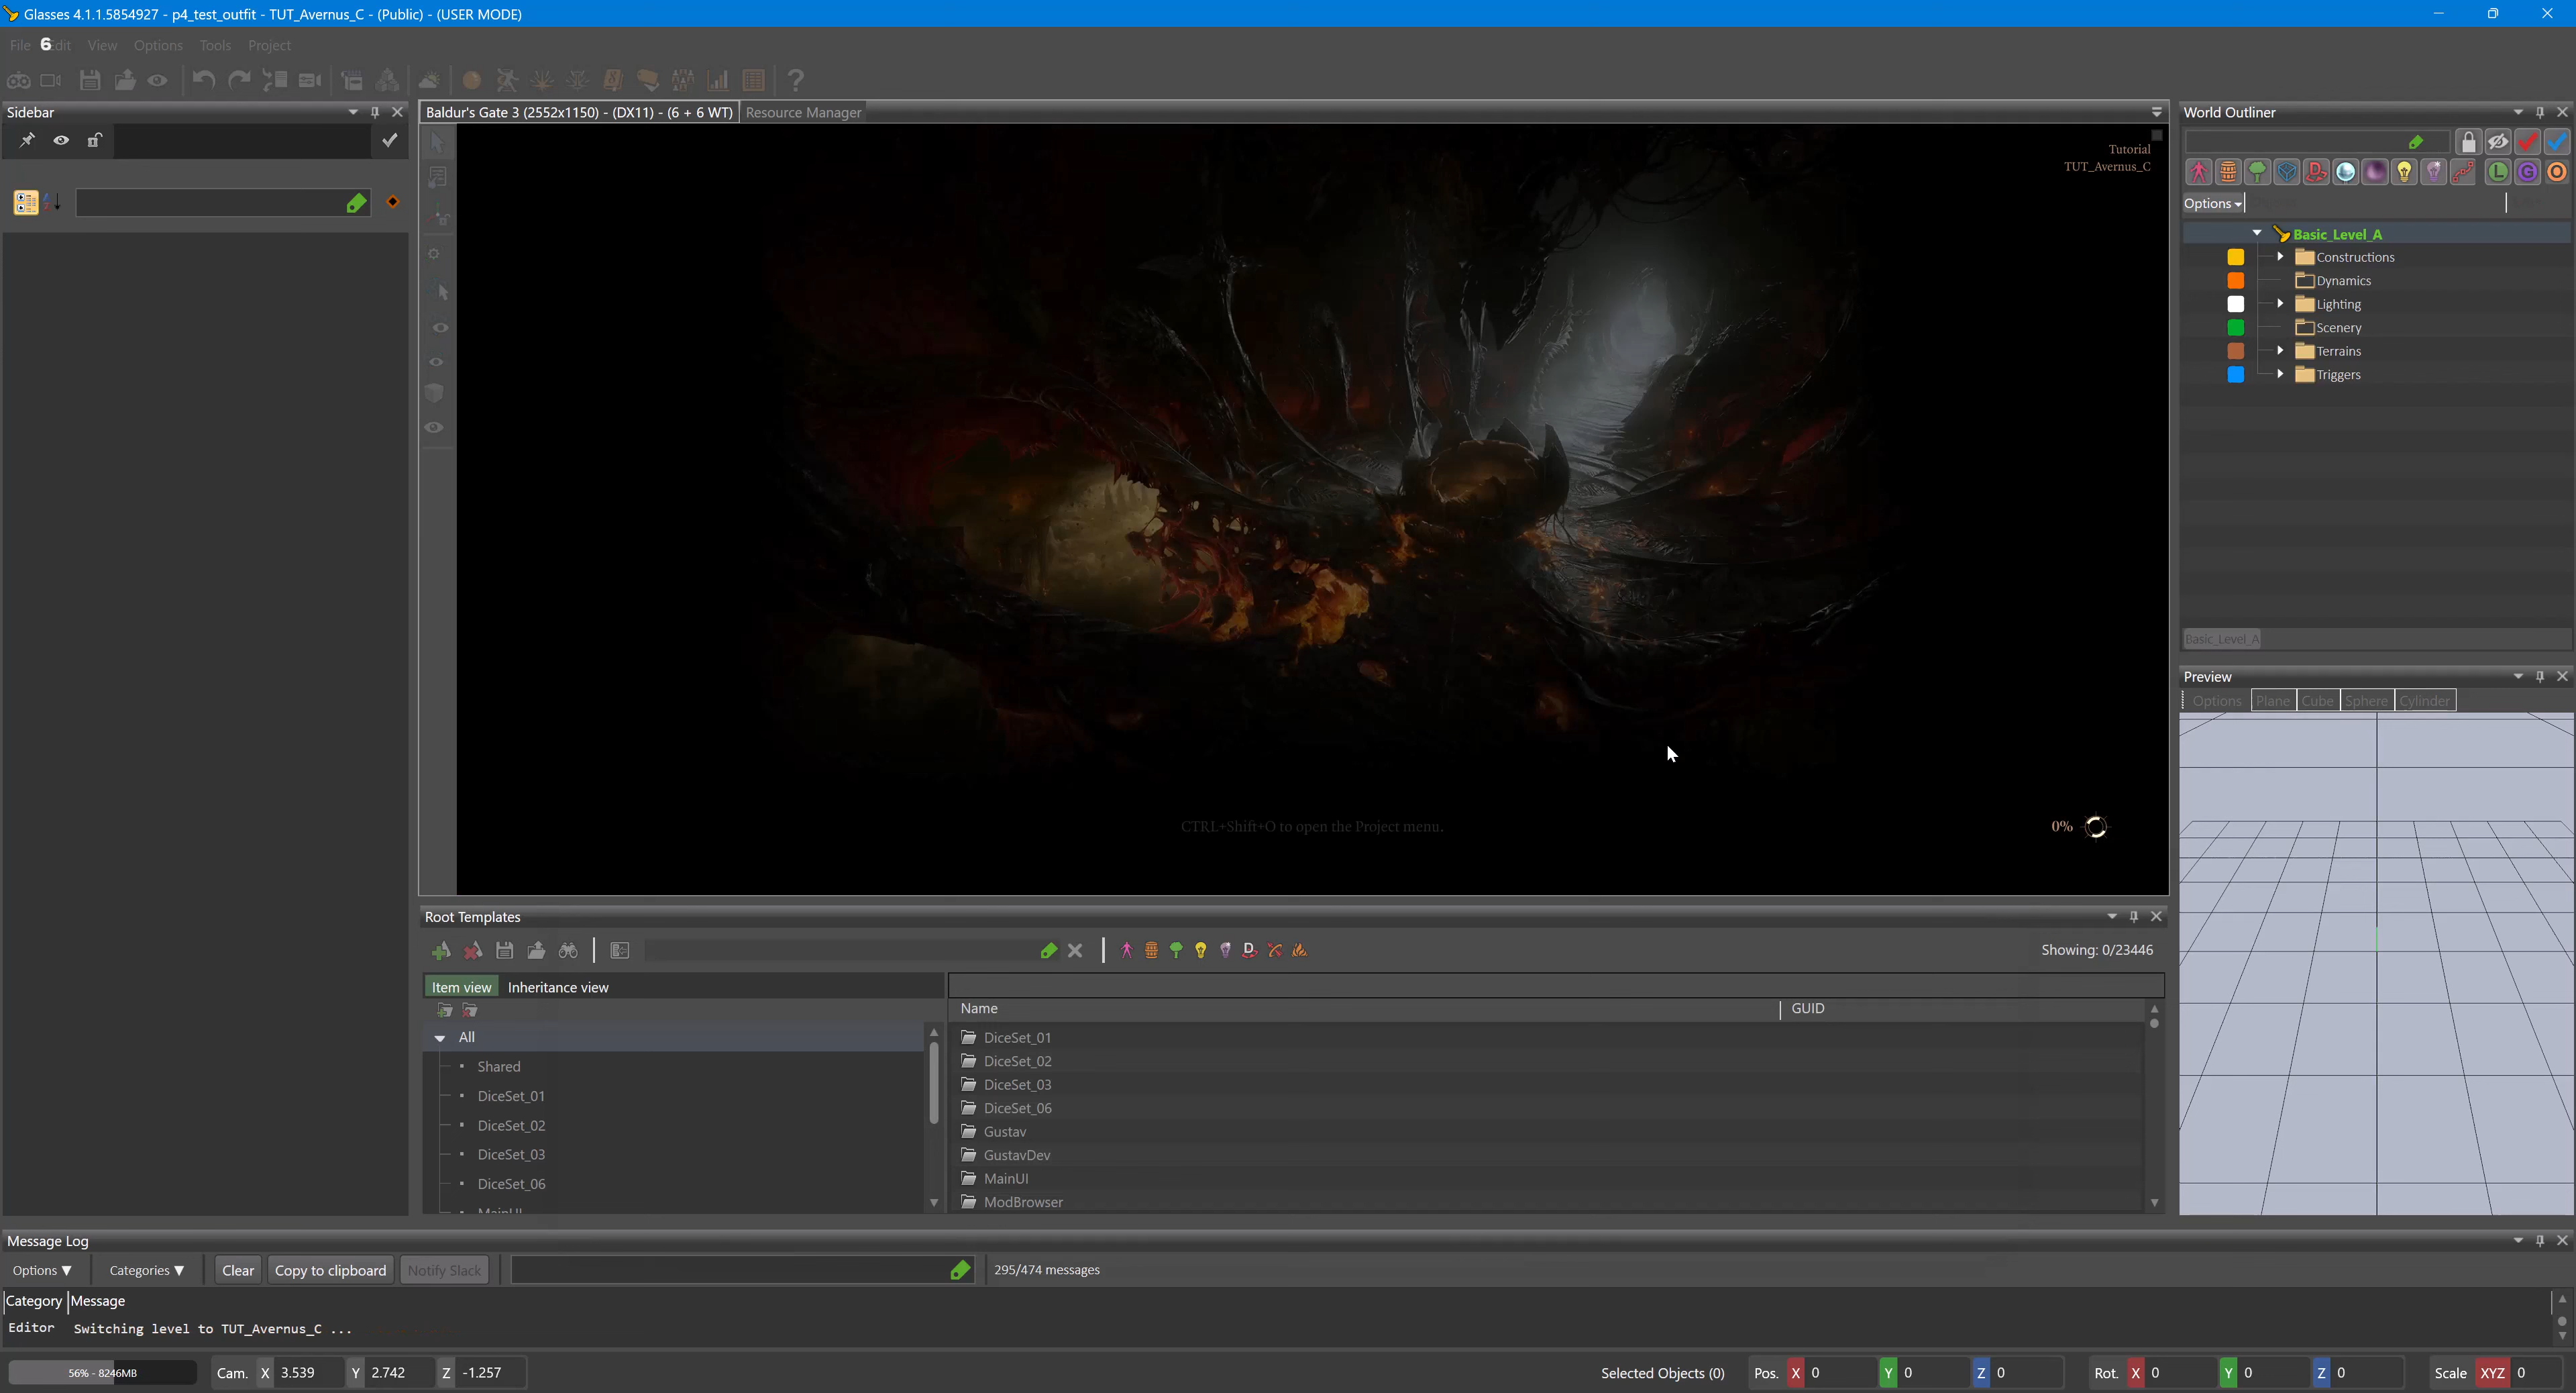 Glasses 4.1.1.5854927 - p4_test_outfit - TUT_Avernus_C - (Public) - (USER MODE)
File Edit View Options Tools Project
6
Sidebar
Baldur's Gate 3 (2552x1150) - (DX11) - (6 + 6 WT) Resource Manager
Tutorial
TUT_Avernus_C
CTRL+Shift+O to open the Project menu.
0%
World Outliner
L G O
Options
Basic_Level_A
Constructions
Dynamics
Lighting
Scenery
Terrains
Triggers
Basic_Level_A
Preview
Options Plane Cube Sphere Cylinder
Root Templates
Showing: 0/23446
Item view Inheritance view
All
Shared
DiceSet_01
DiceSet_02
DiceSet_03
DiceSet_06
MainUI
Name GUID
DiceSet_01
DiceSet_02
DiceSet_03
DiceSet_06
Gustav
GustavDev
MainUI
ModBrowser
Message Log
Options ▼ Categories ▼ Clear Copy to clipboard Notify Slack 295/474 messages
Category Message
Editor Switching level to TUT_Avernus_C ...
56% - 8246MB Cam. X 3.539 Y 2.742 Z -1.257 Selected Objects (0) Pos. X 0 Y 0 Z 0 Rot. X 0 Y 0 Z 0 Scale XYZ 0